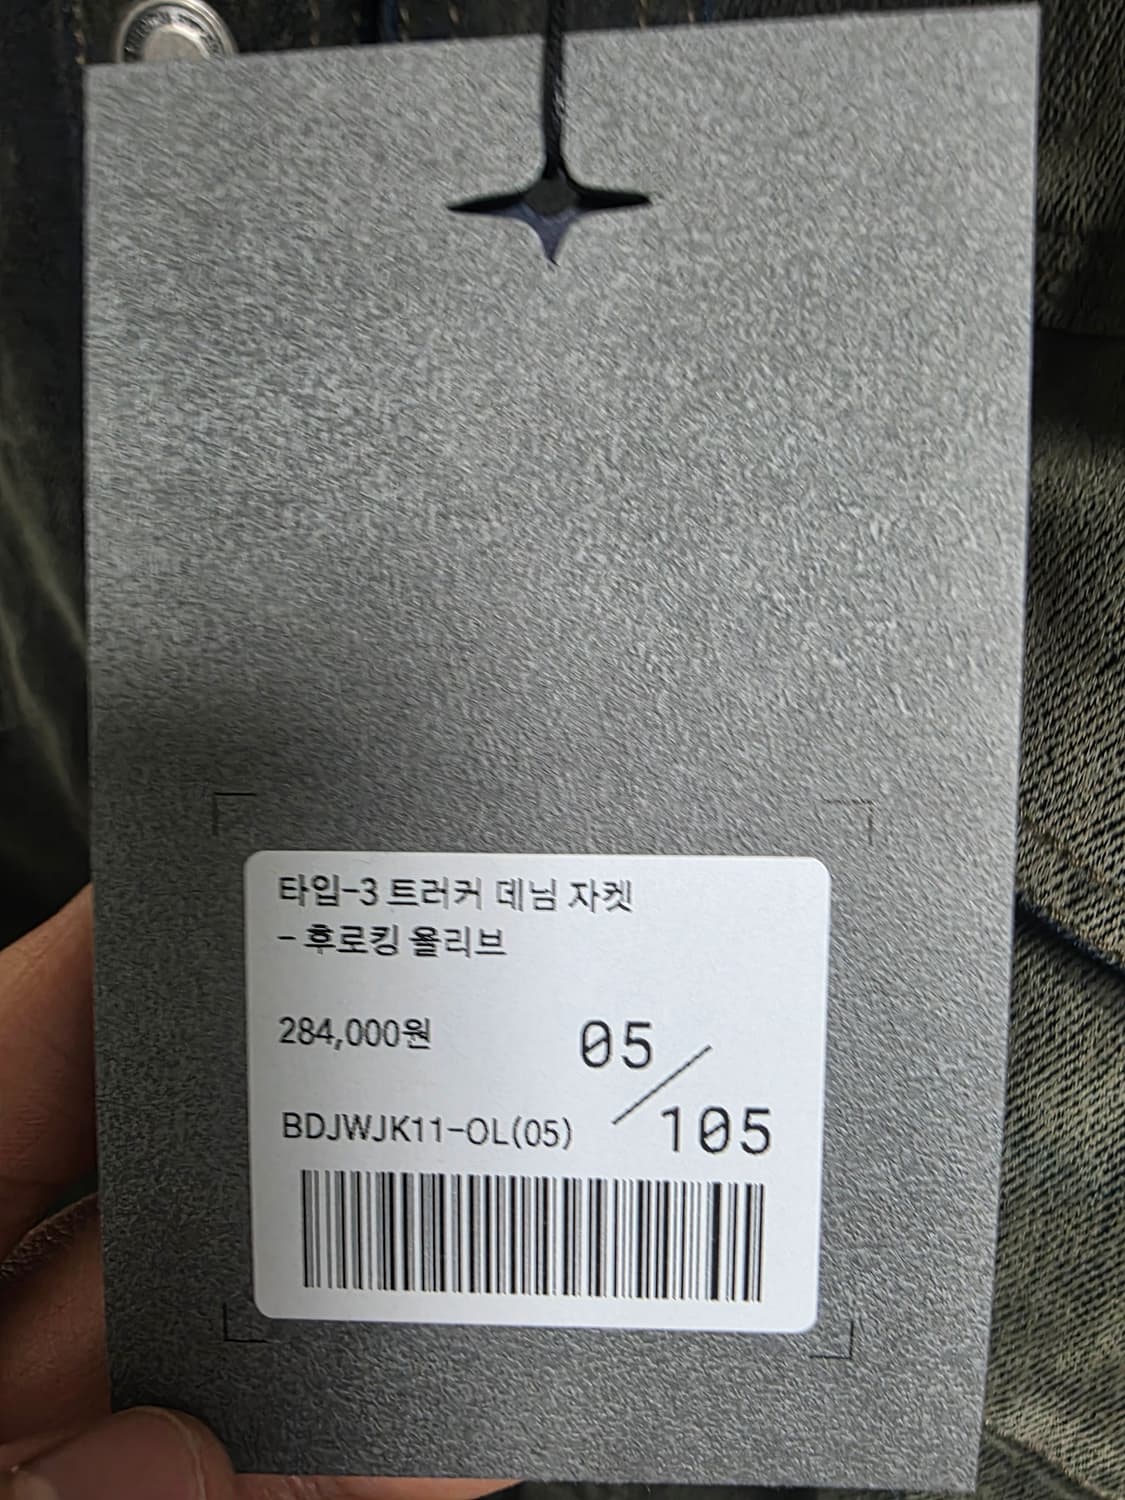 타입-3 트러커 데님 자켓
- 후로킹 올리브
284,000원
05
105
BDJWJK11-OL(05)